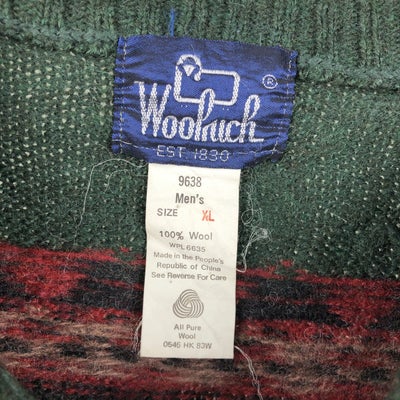 ®
Woolrich
EST. 1830
9638
Men's
SIZE XL
100% Wool
WPL 6635
Made in the People's
Republic of China
See Reverse For Care
All Pure
Wool
0546 HK 83W